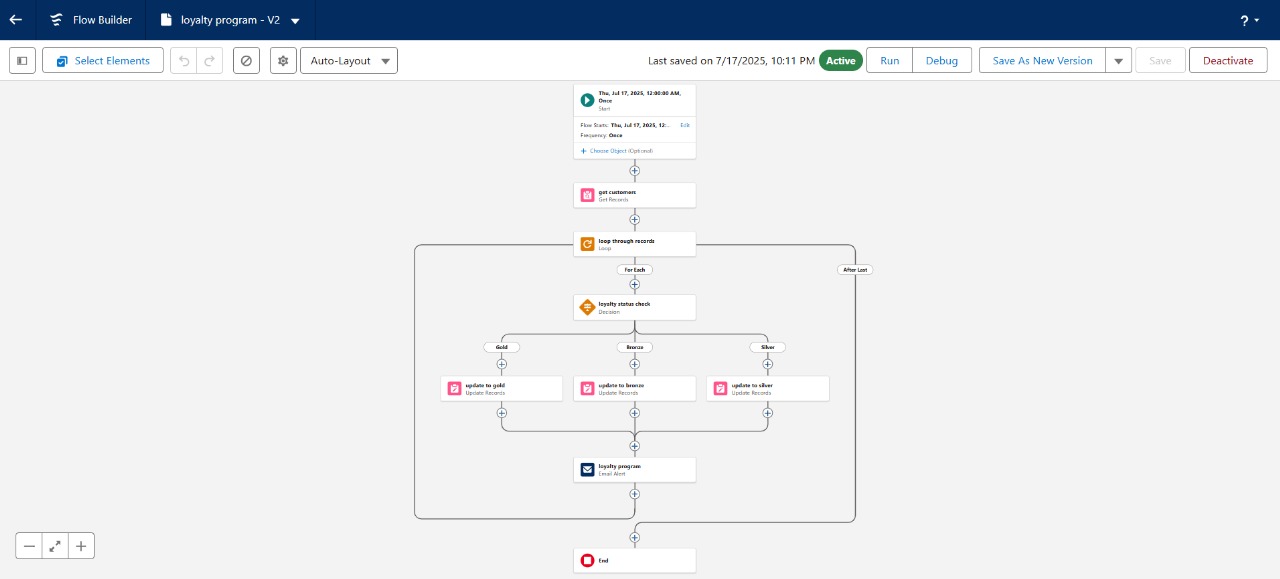 Flow Builder
loyalty program - V2
?
Select Elements
Auto-Layout
Last saved on 7/17/2025, 10:11 PM
Active
Run
Debug
Save As New Version
Save
Deactivate
Thu, Jul 17, 2025, 12:00:00 AM,
Once
Start
Flow Starts: Thu, Jul 17, 2025, 12:...
Edit
Frequency: Once
+ Choose Object (Optional)
get customers
Get Records
loop through records
Loop
For Each
After Last
loyalty status check
Decision
Gold
Bronze
Silver
update to gold
Update Records
update to bronze
Update Records
update to silver
Update Records
loyalty program
Email Alert
End